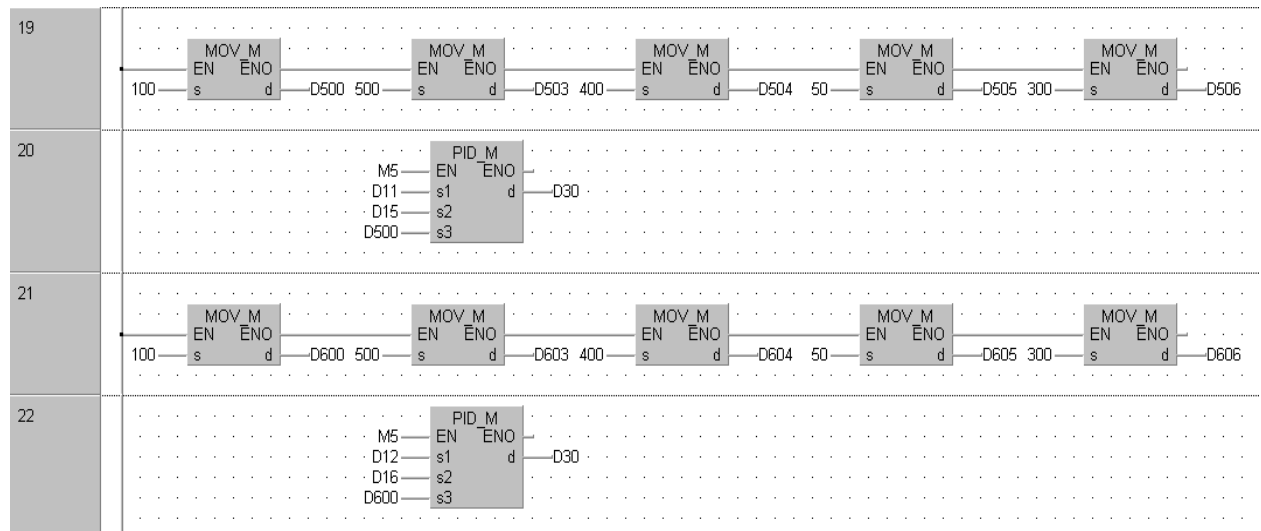 19
MOV_M MOV_M MOV_M MOV_M MOV_M
EN ENO EN ENO EN ENO EN ENO EN ENO
100 s d D500 500 s d D503 400 s d D504 50 s d D505 300 s d D506
20
PID_M
M5 EN ENO
D11 s1 d D30
D15 s2
D500 s3
21
MOV_M MOV_M MOV_M MOV_M MOV_M
EN ENO EN ENO EN ENO EN ENO EN ENO
100 s d D600 500 s d D603 400 s d D604 50 s d D605 300 s d D606
22
PID_M
M5 EN ENO
D12 s1 d D30
D16 s2
D600 s3